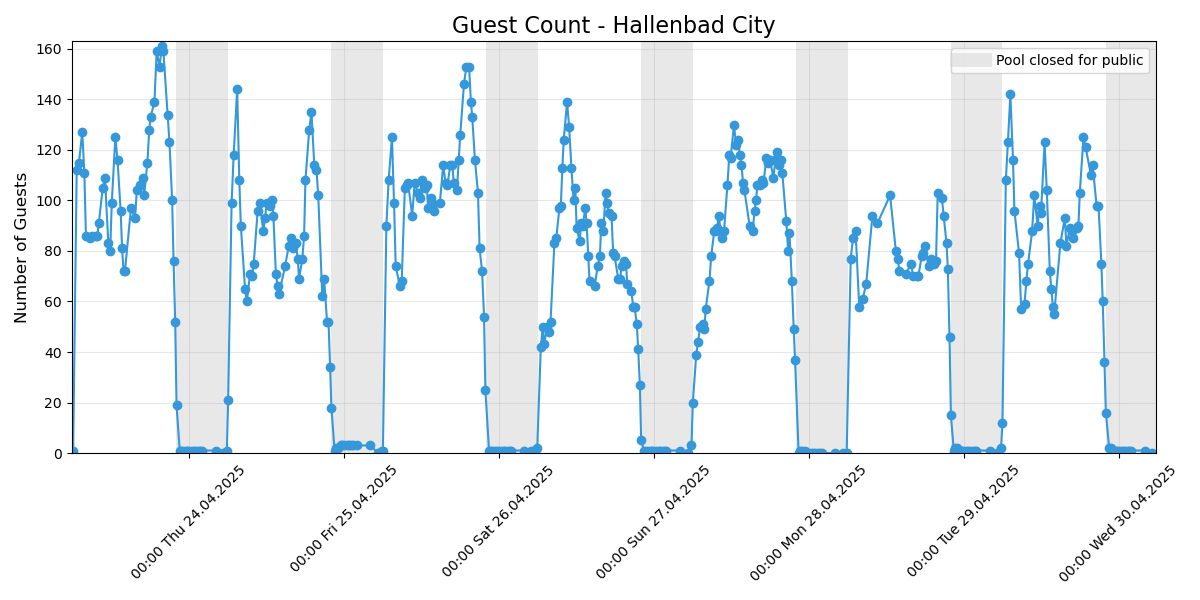 Guest Count - Hallenbad City
Pool closed for public
Number of Guests
160
140
120
100
80
60
40
20
0
00:00 Thu 24.04.2025
00:00 Fri 25.04.2025
00:00 Sat 26.04.2025
00:00 Sun 27.04.2025
00:00 Mon 28.04.2025
00:00 Tue 29.04.2025
00:00 Wed 30.04.2025